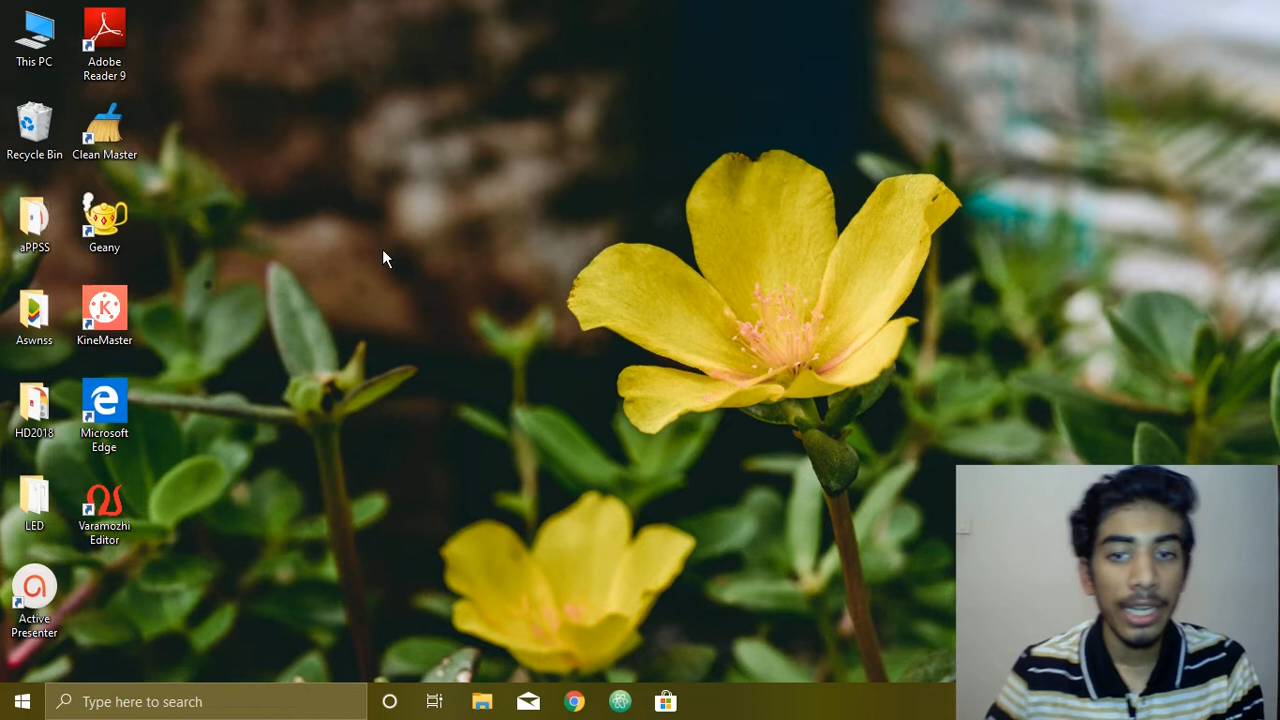 This PC
Adobe
Reader 9
Recycle Bin
Clean Master
aPPSS
Geany
Aswnss
KineMaster
HD2018
Microsoft
Edge
LED
Varamozhi
Editor
Active
Presenter
Type here to search